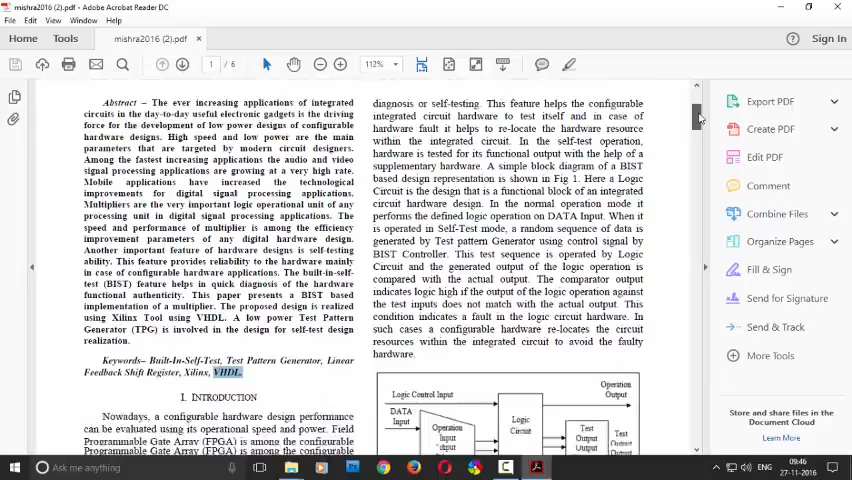 mishra2016 (2).pdf - Adobe Acrobat Reader DC
File Edit View Window Help
Home Tools mishra2016 (2).pdf × Sign In
1 / 6 112%
Abstract – The ever increasing applications of integrated
circuits in the day-to-day useful electronic gadgets is the driving
force for the development of low power designs of configurable
hardware designs. High speed and low power are the main
parameters that are targeted by modern circuit designers.
Among the fastest increasing applications the audio and video
signal processing applications are growing at a very high rate.
Mobile applications have increased the technological
improvements for digital signal processing applications.
Multipliers are the very important logic operational unit of any
processing unit in digital signal processing applications. The
speed and performance of multiplier is among the efficiency
improvement parameters of any digital hardware design.
Another important feature of hardware designs is self-testing
ability. This feature provides reliability to the hardware mainly
in case of configurable hardware applications. The built-in-self-
test (BIST) feature helps in quick diagnosis of the hardware
functional authenticity. This paper presents a BIST based
implementation of a multiplier. The proposed design is realized
using Xilinx Tool using VHDL. A low power Test Pattern
Generator (TPG) is involved in the design for self-test design
realization.
Keywords– Built-In-Self-Test, Test Pattern Generator, Linear
Feedback Shift Register, Xilinx, VHDL.
I. INTRODUCTION
Nowadays, a configurable hardware design performance
can be evaluated using its operational speed and power. Field
Programmable Gate Array (FPGA) is among the configurable
Programmable Gate Array (FPGA) is among the configurable
diagnosis or self-testing. This feature helps the configurable
integrated circuit hardware to test itself and in case of
hardware fault it helps to re-locate the hardware resource
within the integrated circuit. In the self-test operation,
hardware is tested for its functional output with the help of a
supplementary hardware. A simple block diagram of a BIST
based design representation is shown in Fig 1. Here a Logic
Circuit is the design that is a functional block of an integrated
circuit hardware design. In the normal operation mode it
performs the defined logic operation on DATA Input. When it
is operated in Self-Test mode, a random sequence of data is
generated by Test pattern Generator using control signal by
BIST Controller. This test sequence is operated by Logic
Circuit and the generated output of the logic operation is
compared with the actual output. The comparator output
indicates logic high if the output of the logic operation against
the test inputs does not match with the actual output. This
condition indicates a fault in the logic circuit hardware. In
such cases a configurable hardware re-locates the circuit
resources within the integrated circuit to avoid the faulty
hardware.
Operation
Output
Logic Control Input
DATA
Input
Logic
Circuit
Operation
Input
Test
Output
Test
Export PDF
Create PDF
Edit PDF
Comment
Combine Files
Organize Pages
Fill & Sign
Send for Signature
Send & Track
More Tools
Store and share files in the
Document Cloud
Learn More
Ask me anything
ENG
09:46
27-11-2016